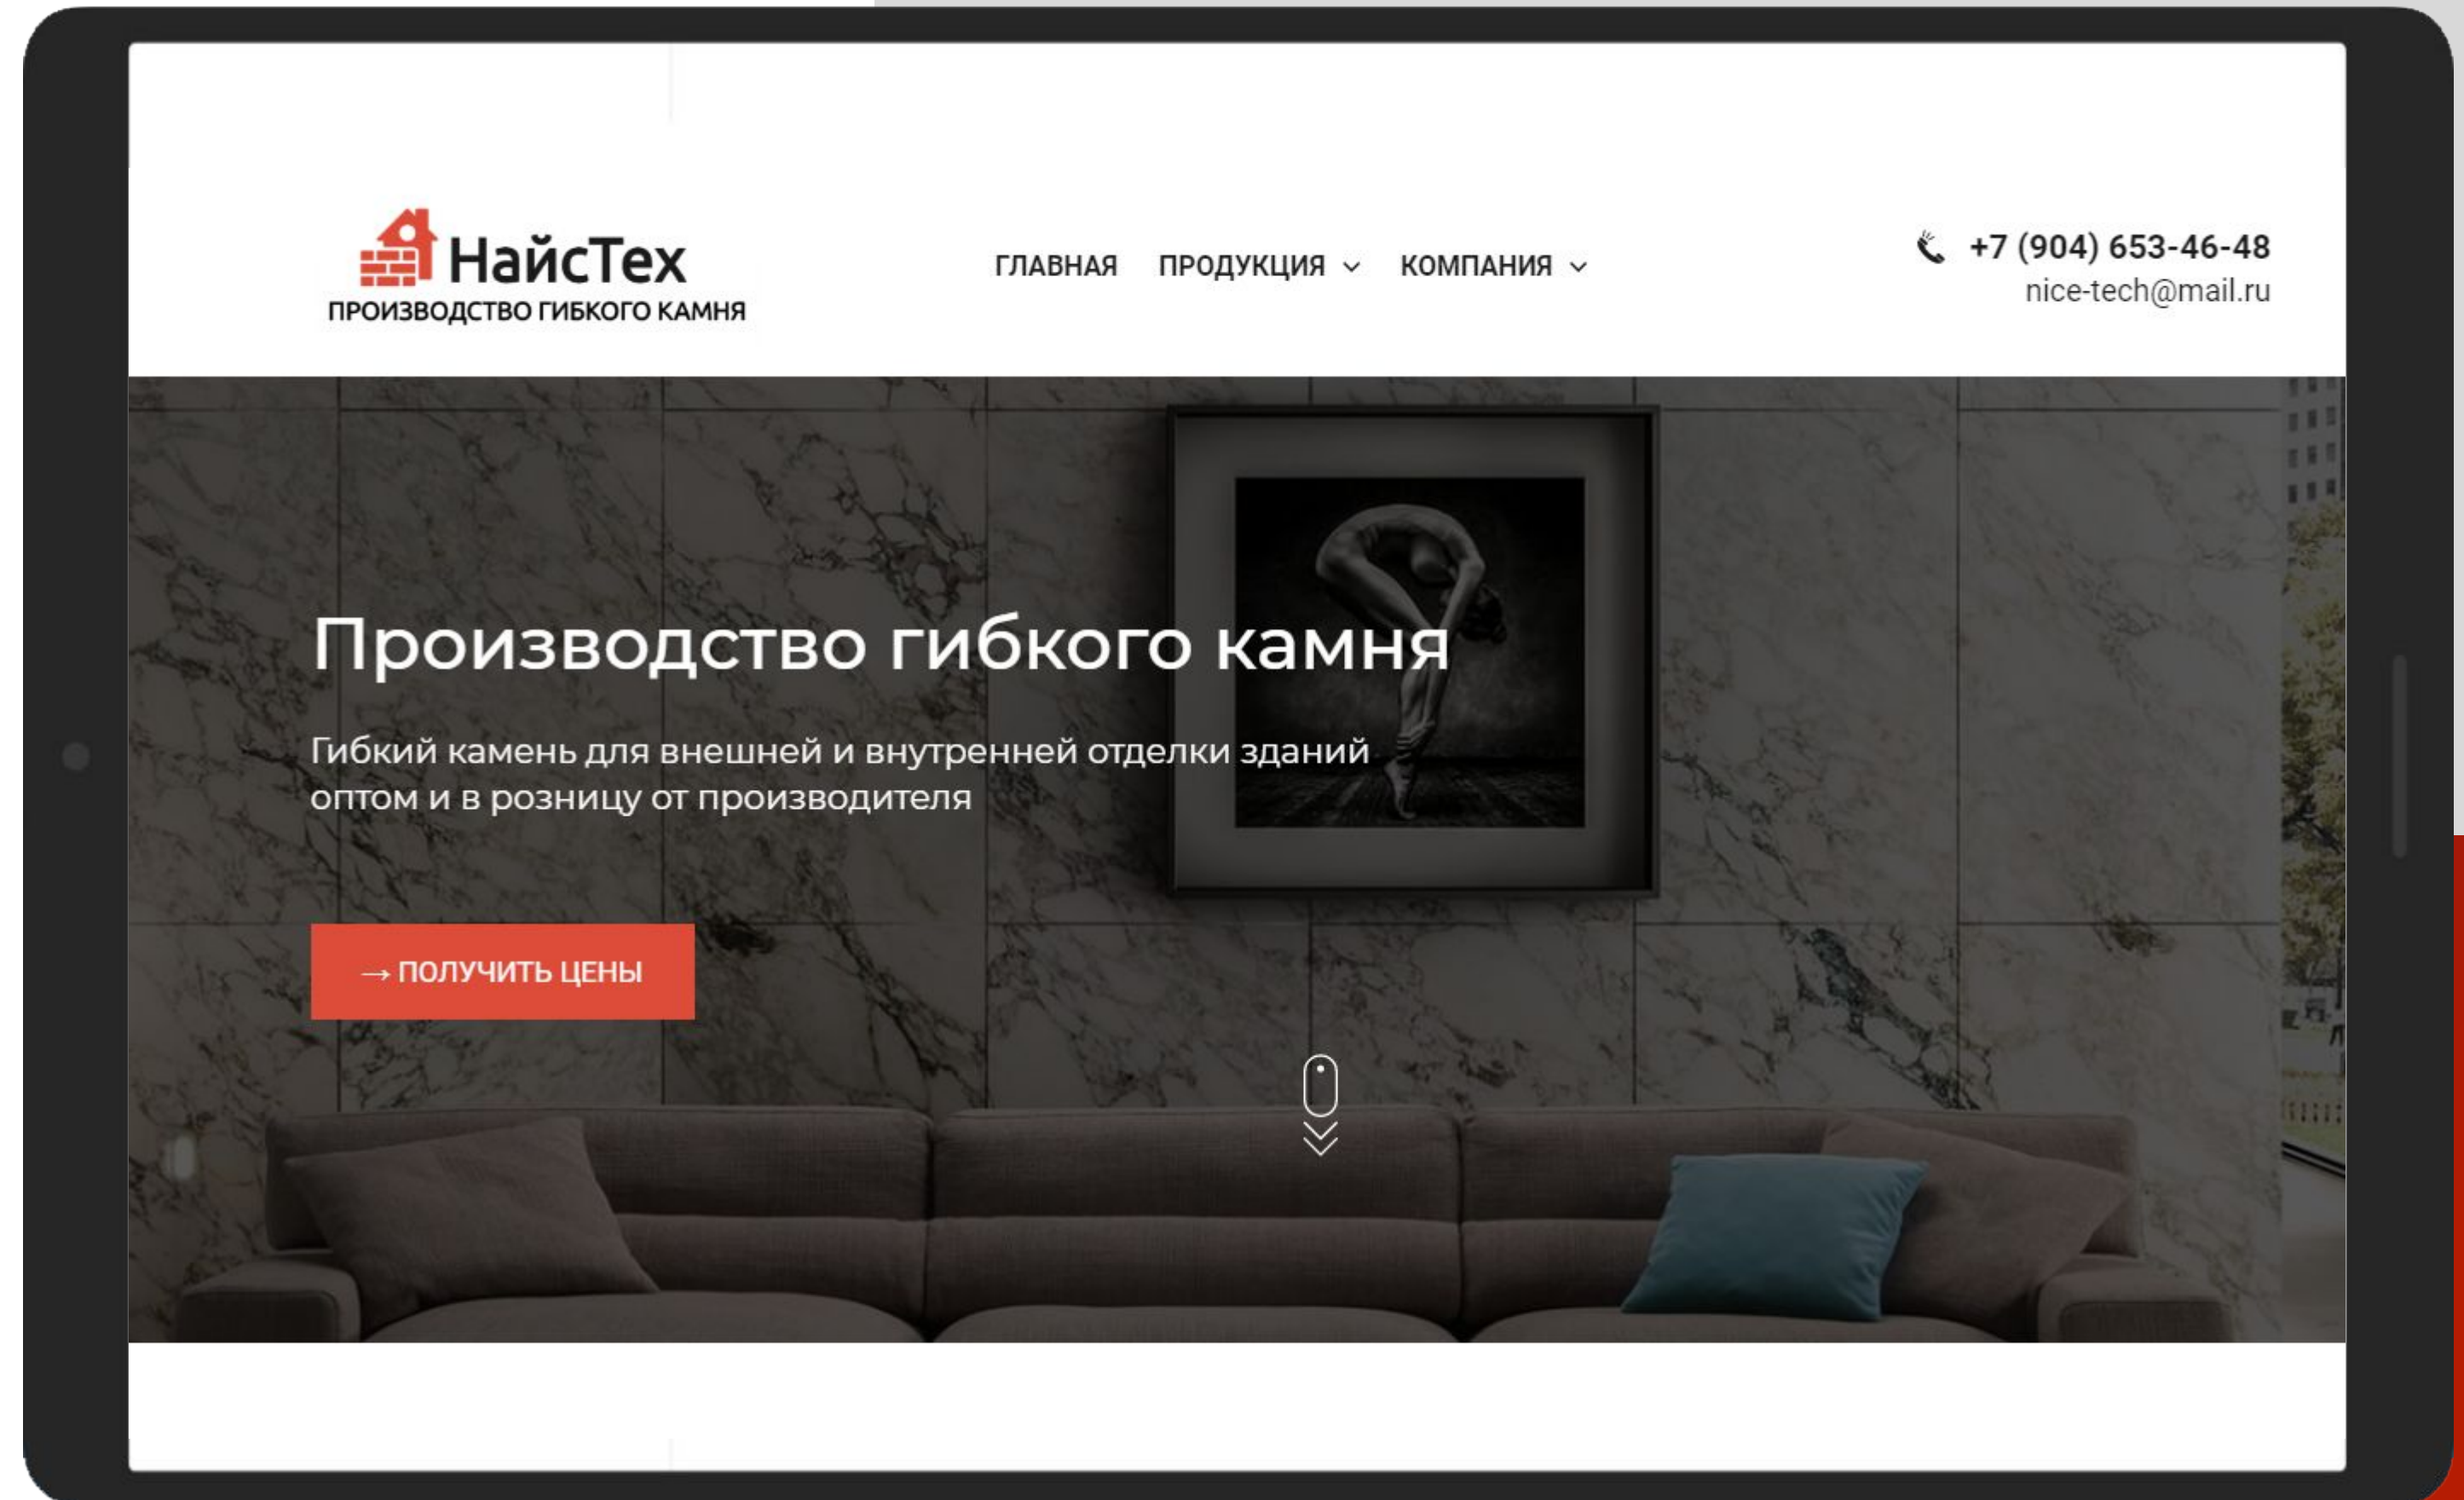 НайсТех
ПРОИЗВОДСТВО ГИБКОГО КАМНЯ
ГЛАВНАЯ ПРОДУКЦИЯ КОМПАНИЯ
+7 (904) 653-46-48
nice-tech@mail.ru
Производство гибкого камня
Гибкий камень для внешней и внутренней отделки зданий
оптом и в розницу от производителя
→ ПОЛУЧИТЬ ЦЕНЫ